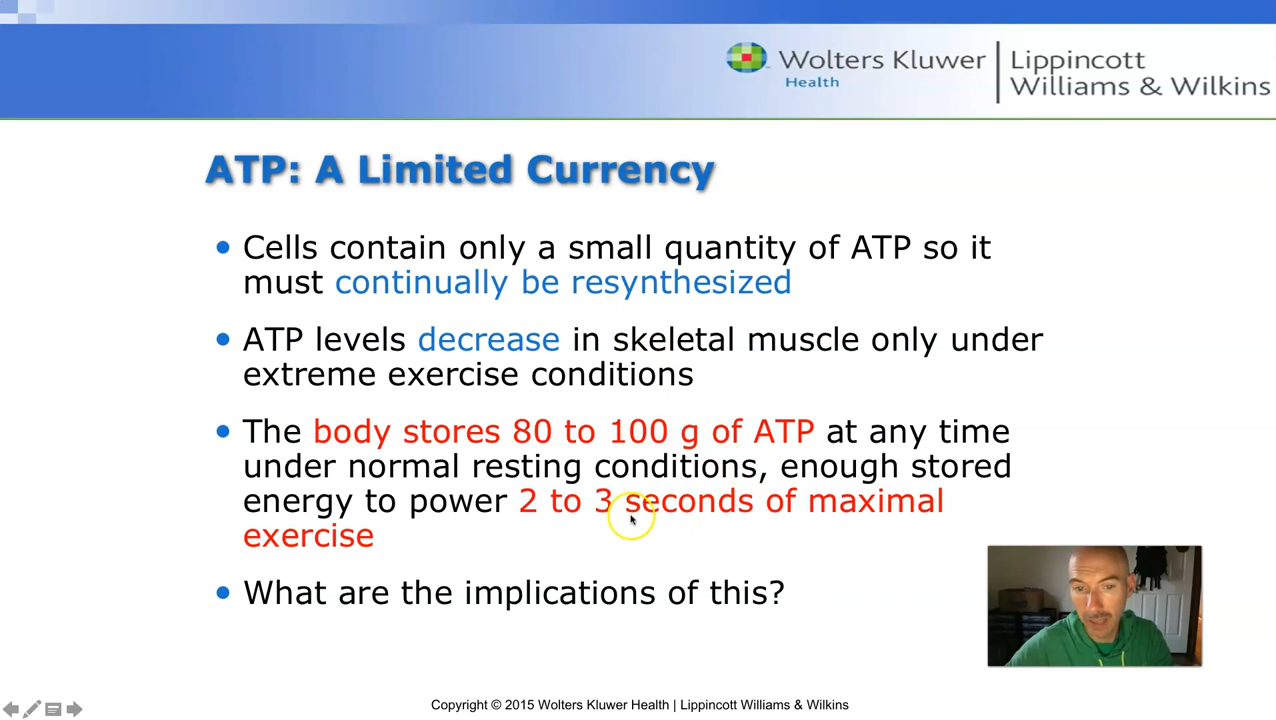 Wolters Kluwer
Health
Lippincott
Williams & Wilkins
ATP: A Limited Currency
• Cells contain only a small quantity of ATP so it
must continually be resynthesized
• ATP levels decrease in skeletal muscle only under
extreme exercise conditions
• The body stores 80 to 100 g of ATP at any time
under normal resting conditions, enough stored
energy to power 2 to 3 seconds of maximal
exercise
• What are the implications of this?
Copyright © 2015 Wolters Kluwer Health | Lippincott Williams & Wilkins